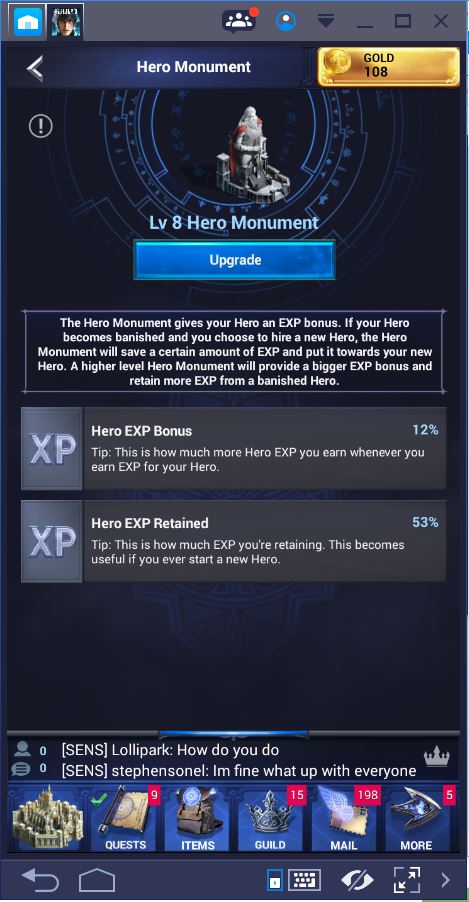 Hero Monument
GOLD
108
Lv 8 Hero Monument
Upgrade
The Hero Monument gives your Hero an EXP bonus. If your Hero
becomes banished and you choose to hire a new Hero, the Hero
Monument will save a certain amount of EXP and put it towards your new
Hero. A higher level Hero Monument will provide a bigger EXP bonus and
retain more EXP from a banished Hero.
XP
Hero EXP Bonus
12%
Tip: This is how much more Hero EXP you earn whenever you
earn EXP for your Hero.
XP
Hero EXP Retained
53%
Tip: This is how much EXP you're retaining. This becomes
useful if you ever start a new Hero.
0
[SENS] Lollipark: How do you do
0
[SENS] stephensonel: Im fine what up with everyone
9
15
198
5
QUESTS
ITEMS
GUILD
MAIL
MORE